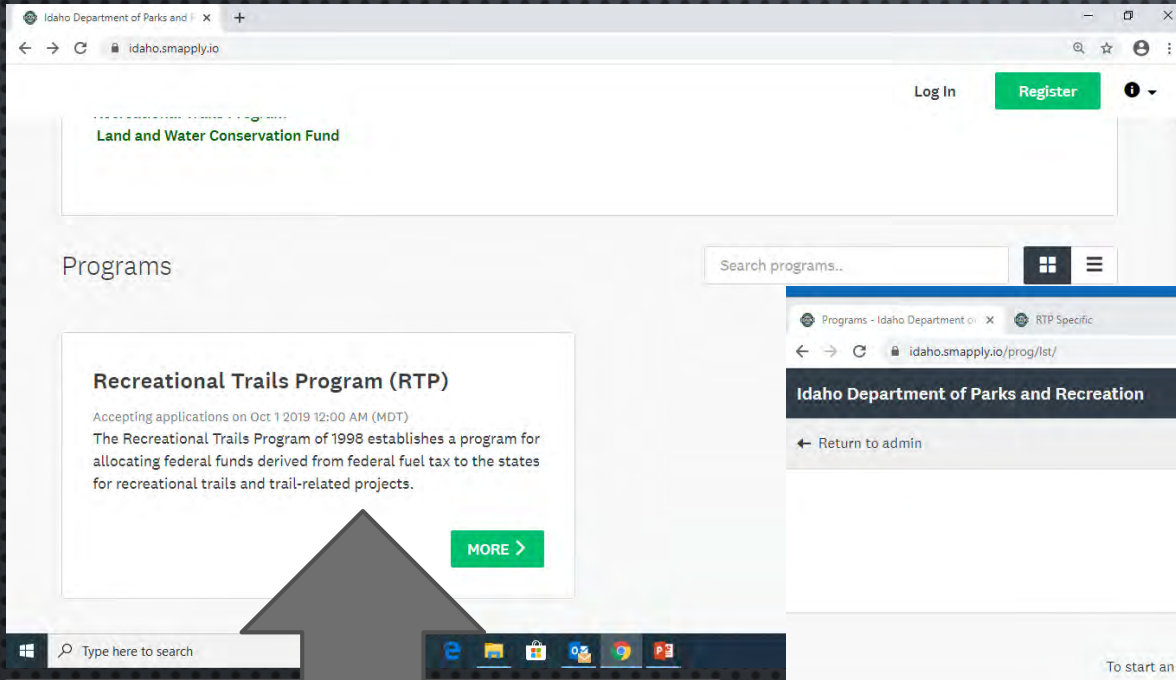 Idaho Department of Parks and
idaho.smapply.io
Log In
Register
Land and Water Conservation Fund
Programs
Search programs..
Recreational Trails Program (RTP)
Accepting applications on Oct 1 2019 12:00 AM (MDT)
The Recreational Trails Program of 1998 establishes a program for
allocating federal funds derived from federal fuel tax to the states
for recreational trails and trail-related projects.
MORE >
Type here to search
Programs - Idaho Department
RTP Specific
idaho.smapply.io/prog/lst/
Idaho Department of Parks and Recreation
← Return to admin
To start an